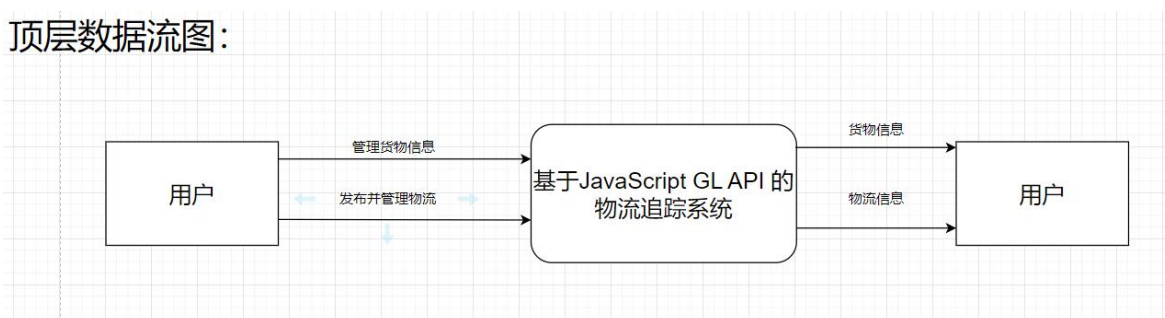 顶层数据流图：
管理货物信息
货物信息
用户
发布并管理物流
基于JavaScript GL API 的
物流追踪系统
物流信息
用户